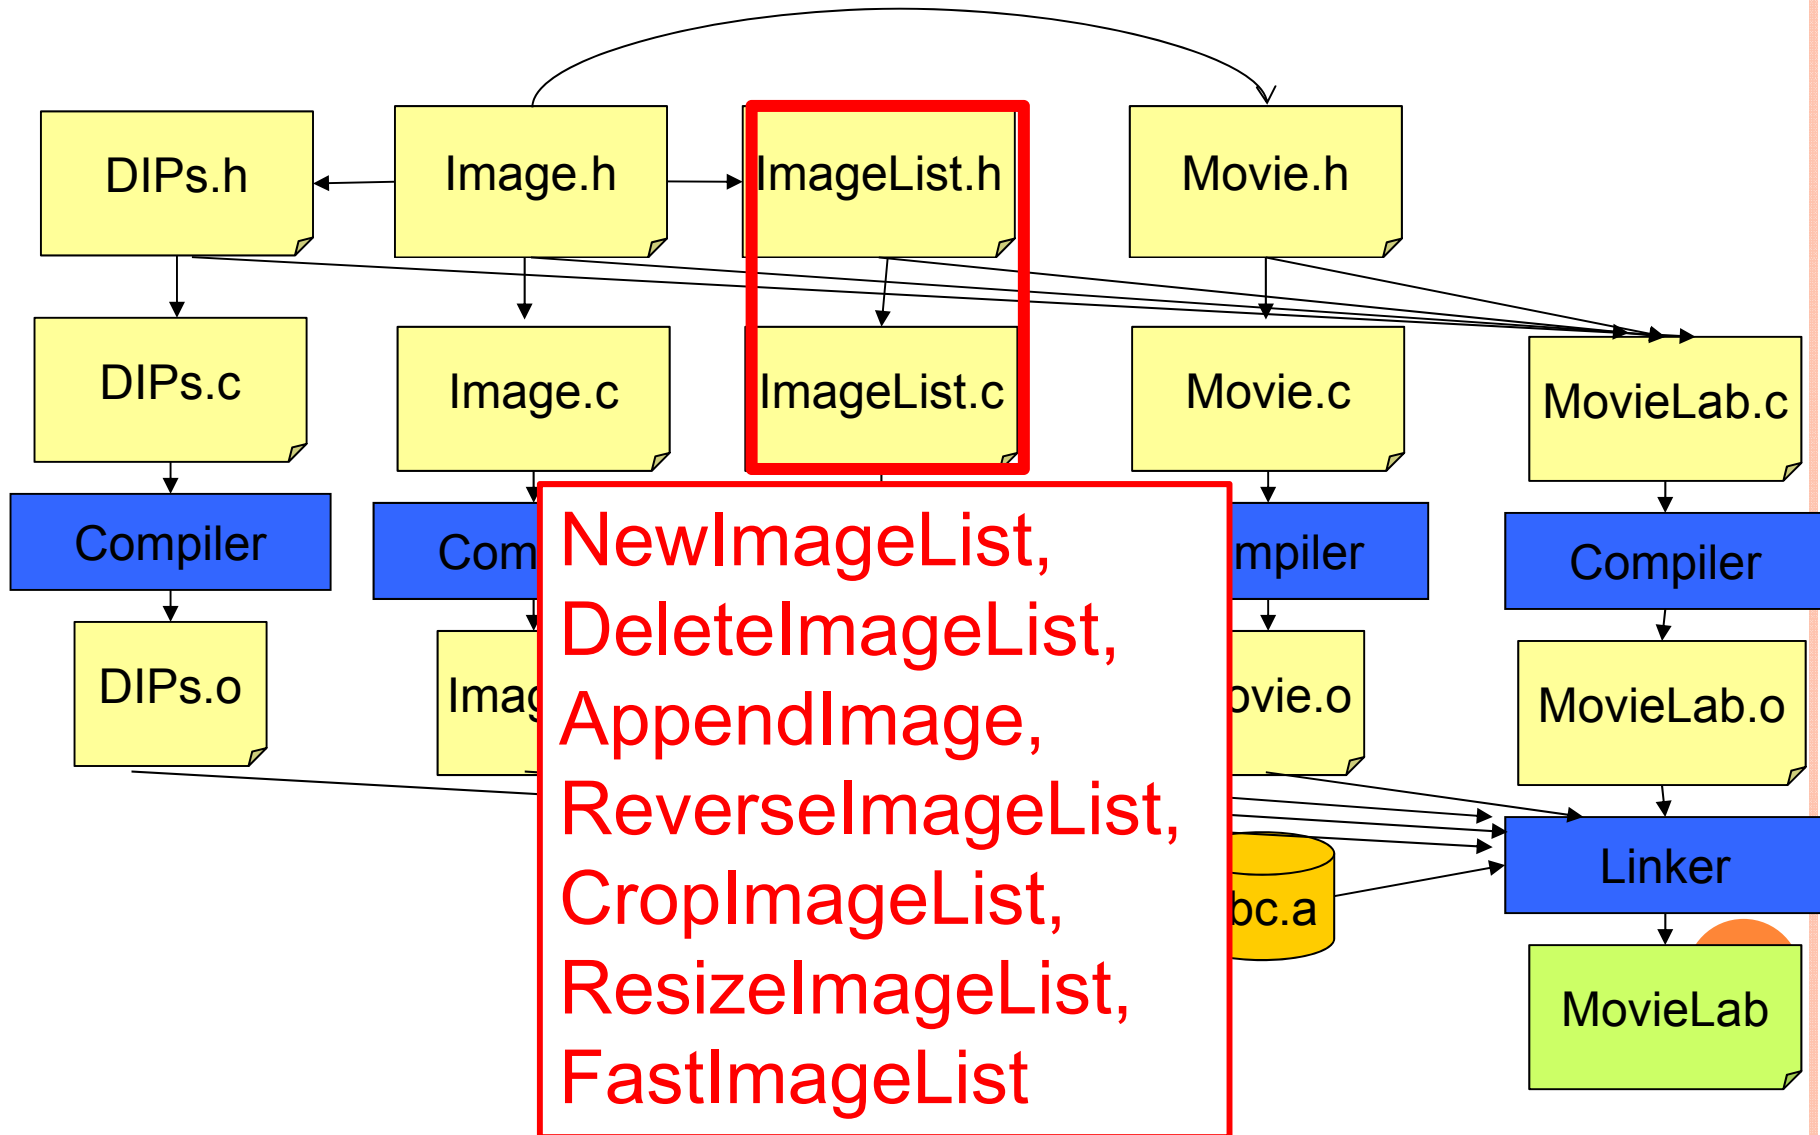 DIPs.h
Image.h
ImageList.h
Movie.h
DIPs.c
Image.c
ImageList.c
Movie.c
MovieLab.c
Compiler
Com
mpiler
Compiler
NewImageList,
DeleteImageList,
AppendImage,
ReverseImageList,
CropImageList,
ResizeImageList,
FastImageList
DIPs.o
Imag
ovie.o
MovieLab.o
bc.a
Linker
MovieLab